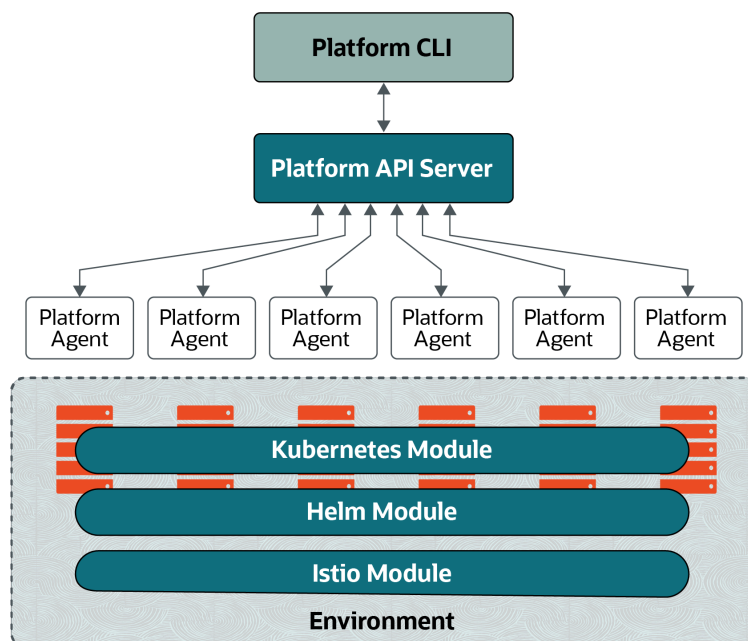 Platform CLI
Platform API Server
Platform
Agent
Platform
Agent
Platform
Agent
Platform
Agent
Platform
Agent
Platform
Agent
Kubernetes Module
Helm Module
Istio Module
Environment